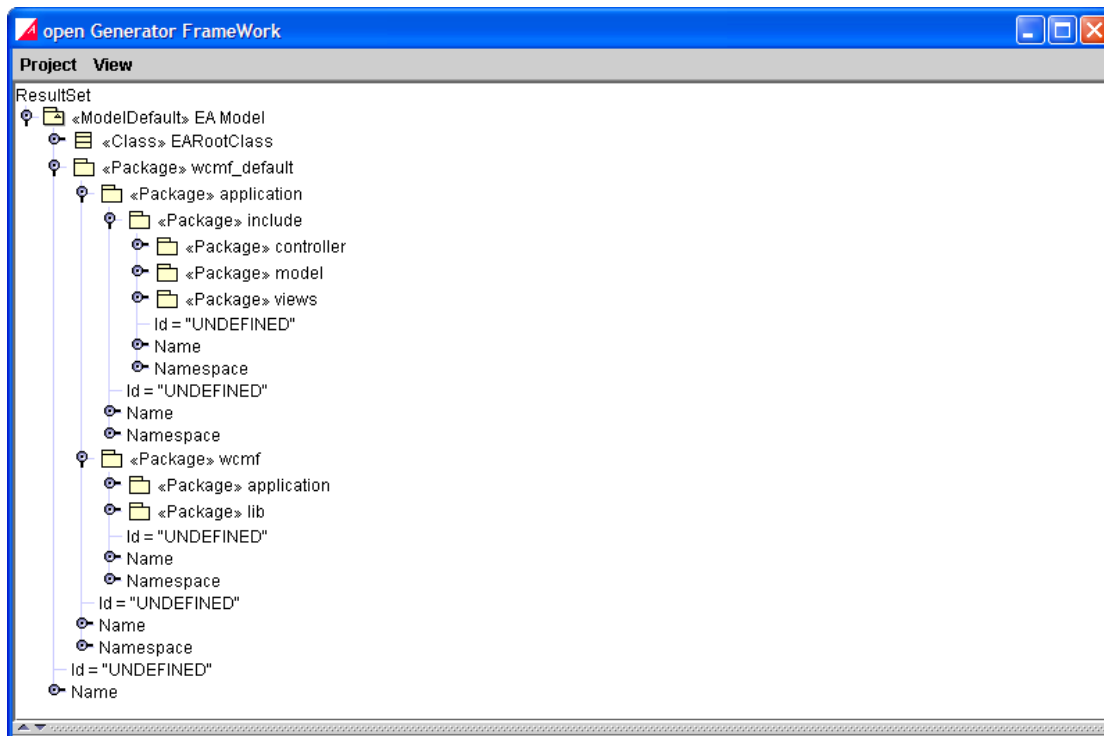 open Generator FrameWork
Project View
ResultSet
«ModelDefault» EA Model
«Class» EARootClass
«Package» wcmf_default
«Package» application
«Package» include
«Package» controller
«Package» model
«Package» views
Id = "UNDEFINED"
Name
Namespace
Id = "UNDEFINED"
Name
Namespace
«Package» wcmf
«Package» application
«Package» lib
Id = "UNDEFINED"
Name
Namespace
Id = "UNDEFINED"
Name
Namespace
Id = "UNDEFINED"
Name